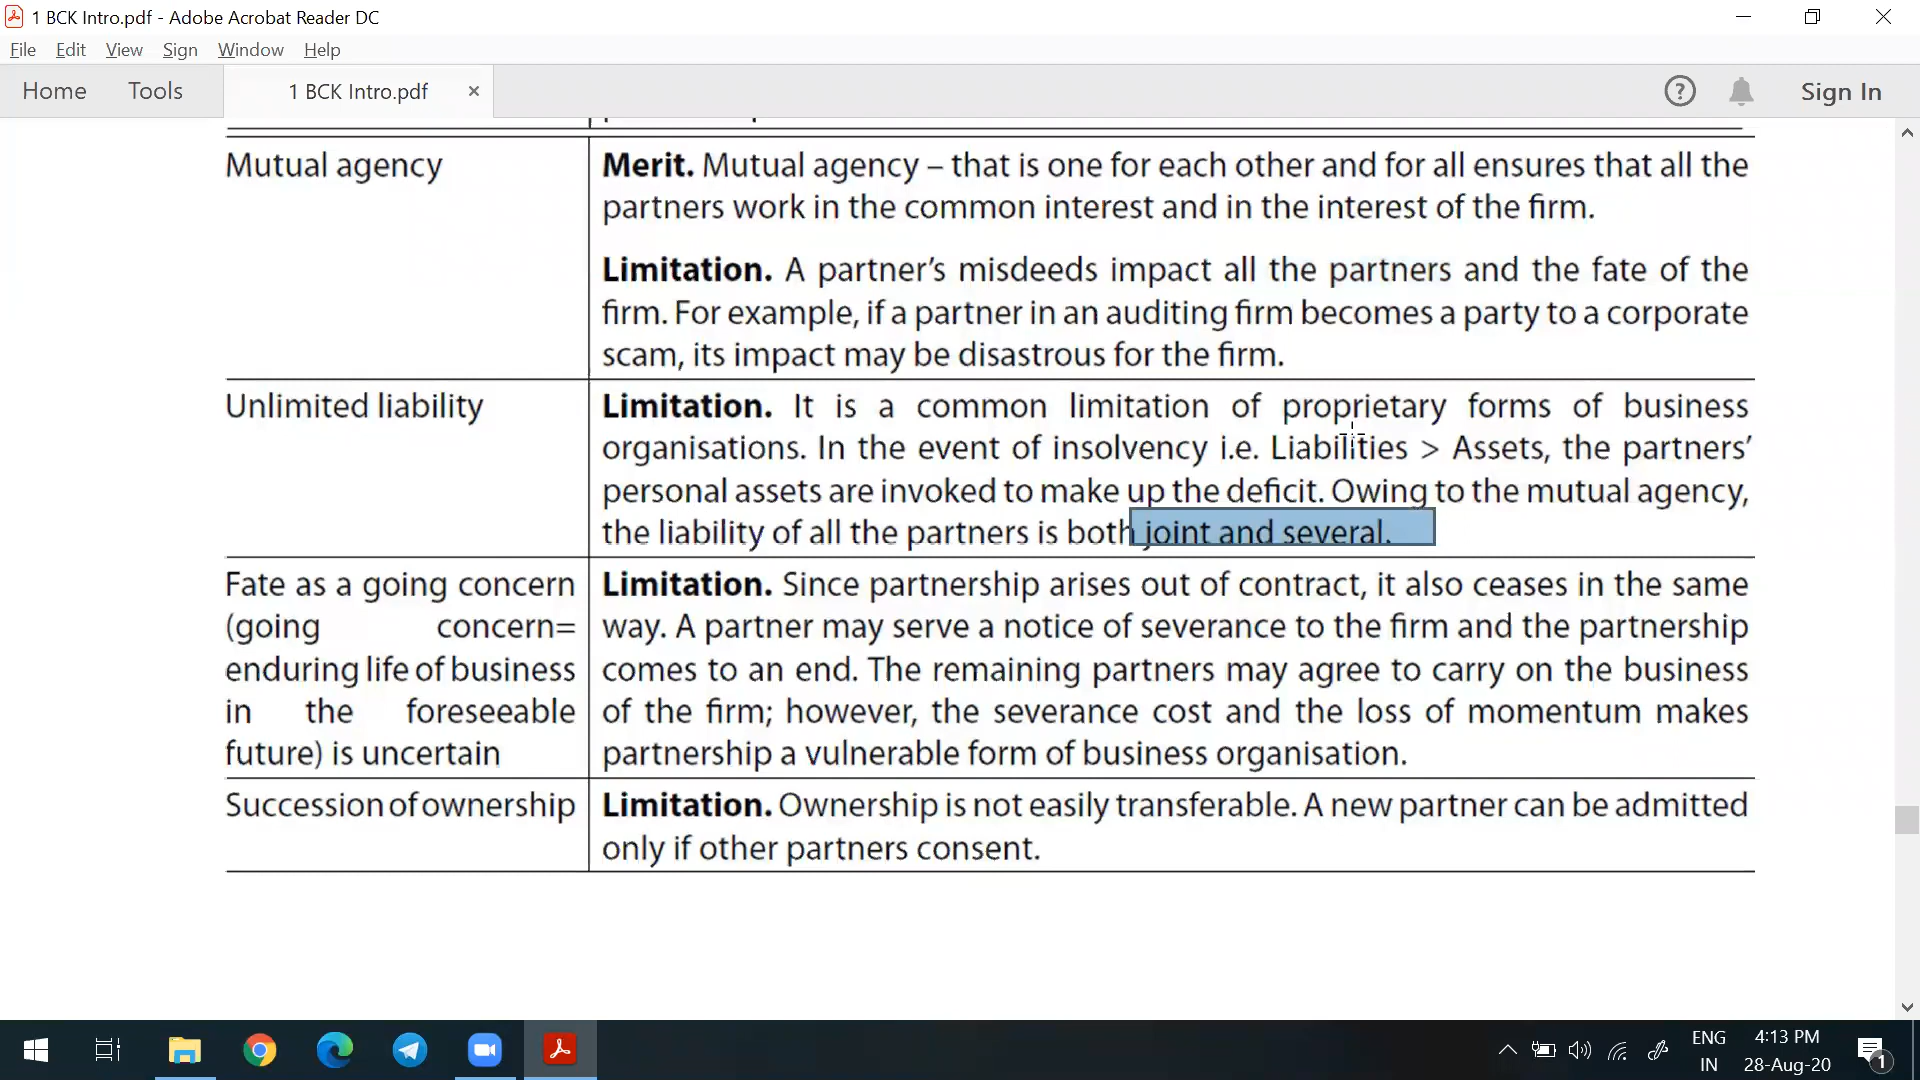 1 BCK Intro.pdf - Adobe Acrobat Reader DC
File Edit View Sign Window Help
Home Tools 1 BCK Intro.pdf × ? Sign In
Mutual agency
Merit. Mutual agency – that is one for each other and for all ensures that all the
partners work in the common interest and in the interest of the firm.
Limitation. A partner’s misdeeds impact all the partners and the fate of the
firm. For example, if a partner in an auditing firm becomes a party to a corporate
scam, its impact may be disastrous for the firm.
Unlimited liability
Limitation. It is a common limitation of proprietary forms of business
organisations. In the event of insolvency i.e. Liabilities > Assets, the partners’
personal assets are invoked to make up the deficit. Owing to the mutual agency,
the liability of all the partners is both joint and several.
Fate as a going concern
(going concern=
enduring life of business
in the foreseeable
future) is uncertain
Limitation. Since partnership arises out of contract, it also ceases in the same
way. A partner may serve a notice of severance to the firm and the partnership
comes to an end. The remaining partners may agree to carry on the business
of the firm; however, the severance cost and the loss of momentum makes
partnership a vulnerable form of business organisation.
Succession of ownership
Limitation. Ownership is not easily transferable. A new partner can be admitted
only if other partners consent.
ENG
IN
4:13 PM
28-Aug-20
1